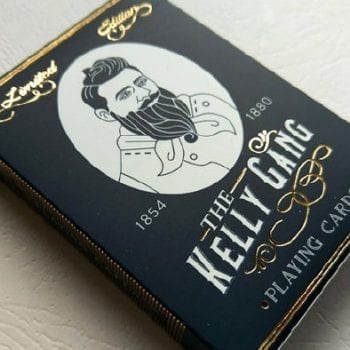 Limited Edition
1854 1880
THE
KELLY GANG
PLAYING CARDS